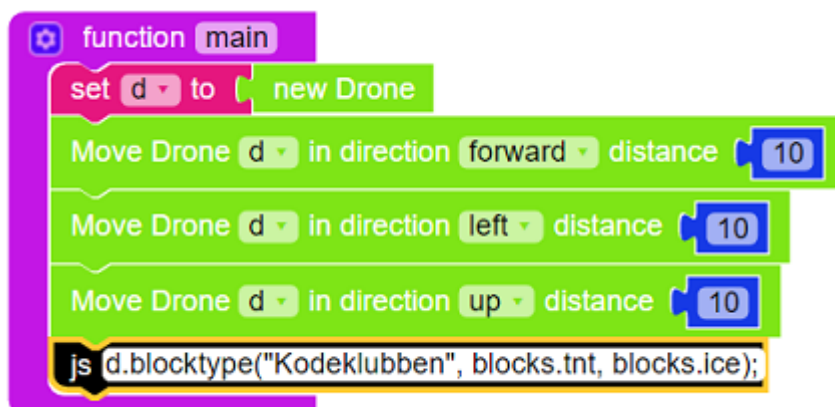 function main
set d to new Drone
Move Drone d in direction forward distance 10
Move Drone d in direction left distance 10
Move Drone d in direction up distance 10
js d.blocktype("Kodeklubben", blocks.tnt, blocks.ice);